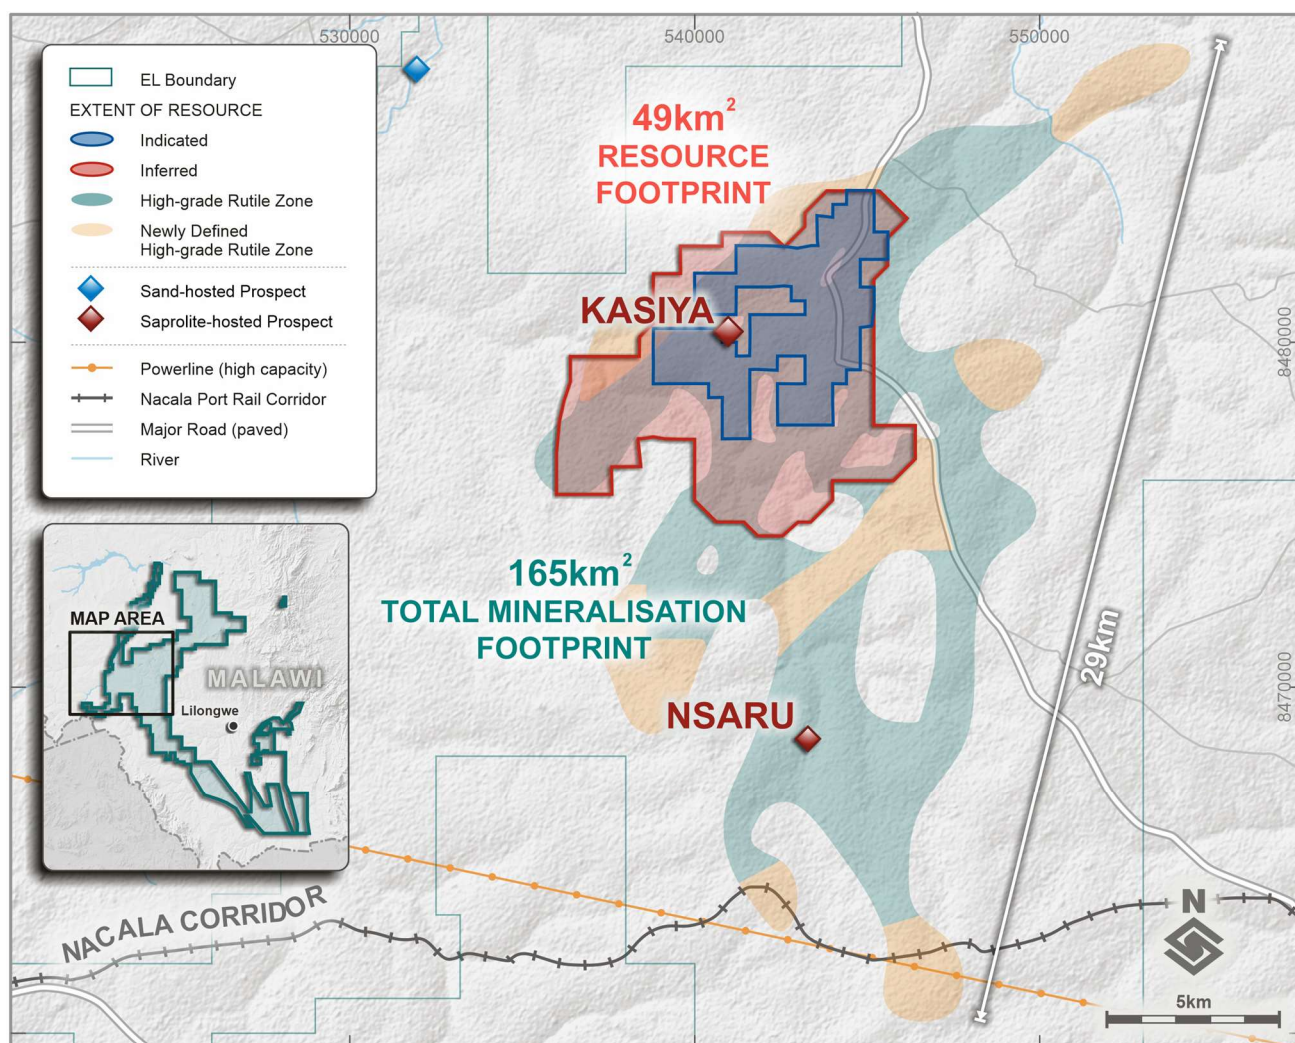 530000
540000
550000
EL Boundary
EXTENT OF RESOURCE
Indicated
Inferred
High-grade Rutile Zone
Newly Defined
High-grade Rutile Zone
Sand-hosted Prospect
Saprolite-hosted Prospect
Powerline (high capacity)
Nacala Port Rail Corridor
Major Road (paved)
River
49km²
RESOURCE
FOOTPRINT
KASIYA
8480000
165km²
TOTAL MINERALISATION
FOOTPRINT
29km
NSARU
8470000
MAP AREA
MALAWI
Lilongwe
NACALA CORRIDOR
N
5km